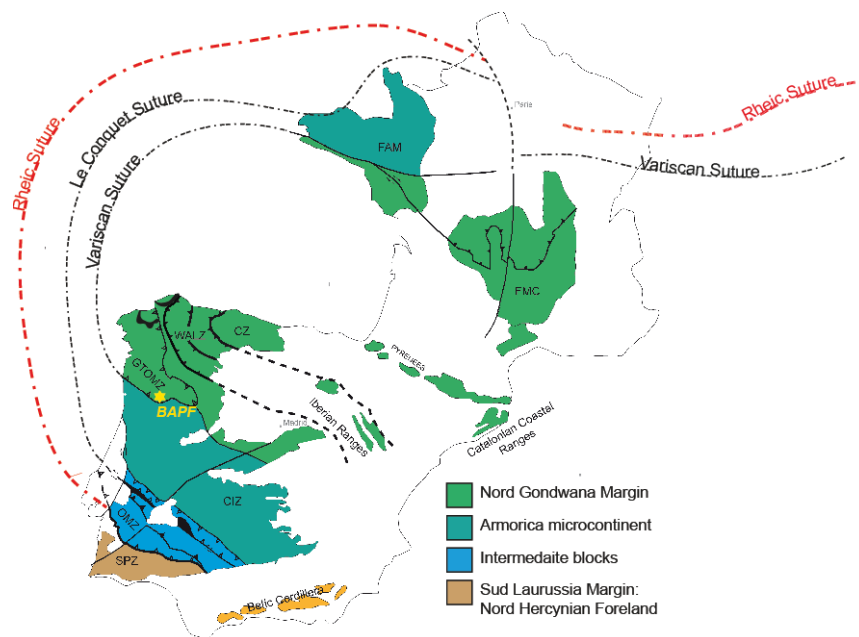 Rheic Suture
Le Conquet Suture
Variscan Suture
FAM
Paris
Rheic Suture
Variscan Suture
FMC
WALZ
CZ
GTOMZ
BAPF
PYRENEES
Iberian Ranges
Madrid
Catalonian Coastal
Ranges
CIZ
OMZ
SPZ
Betic Cordillera
Nord Gondwana Margin
Armorica microcontinent
Intermedaite blocks
Sud Laurussia Margin:
Nord Hercynian Foreland